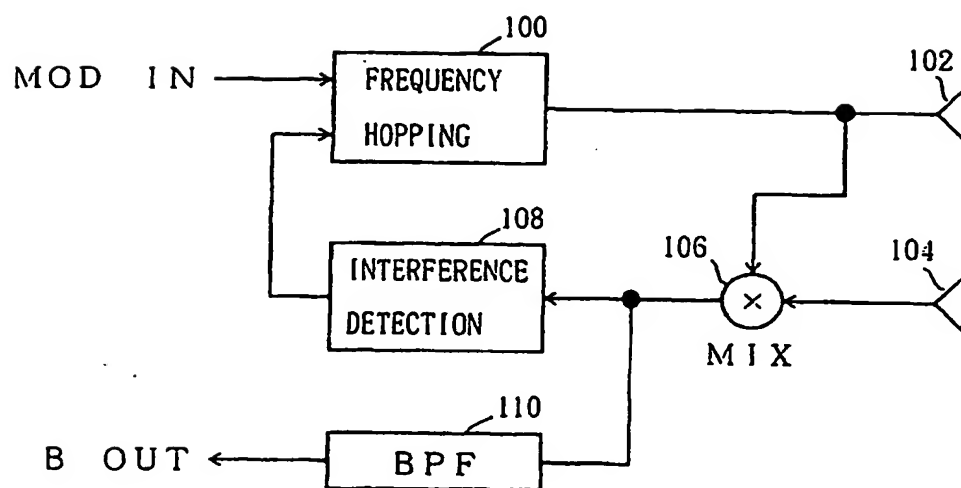 100
MOD IN
FREQUENCY
HOPPING
102
108
INTERFERENCE
DETECTION
106
104
MIX
110
B OUT
BPF